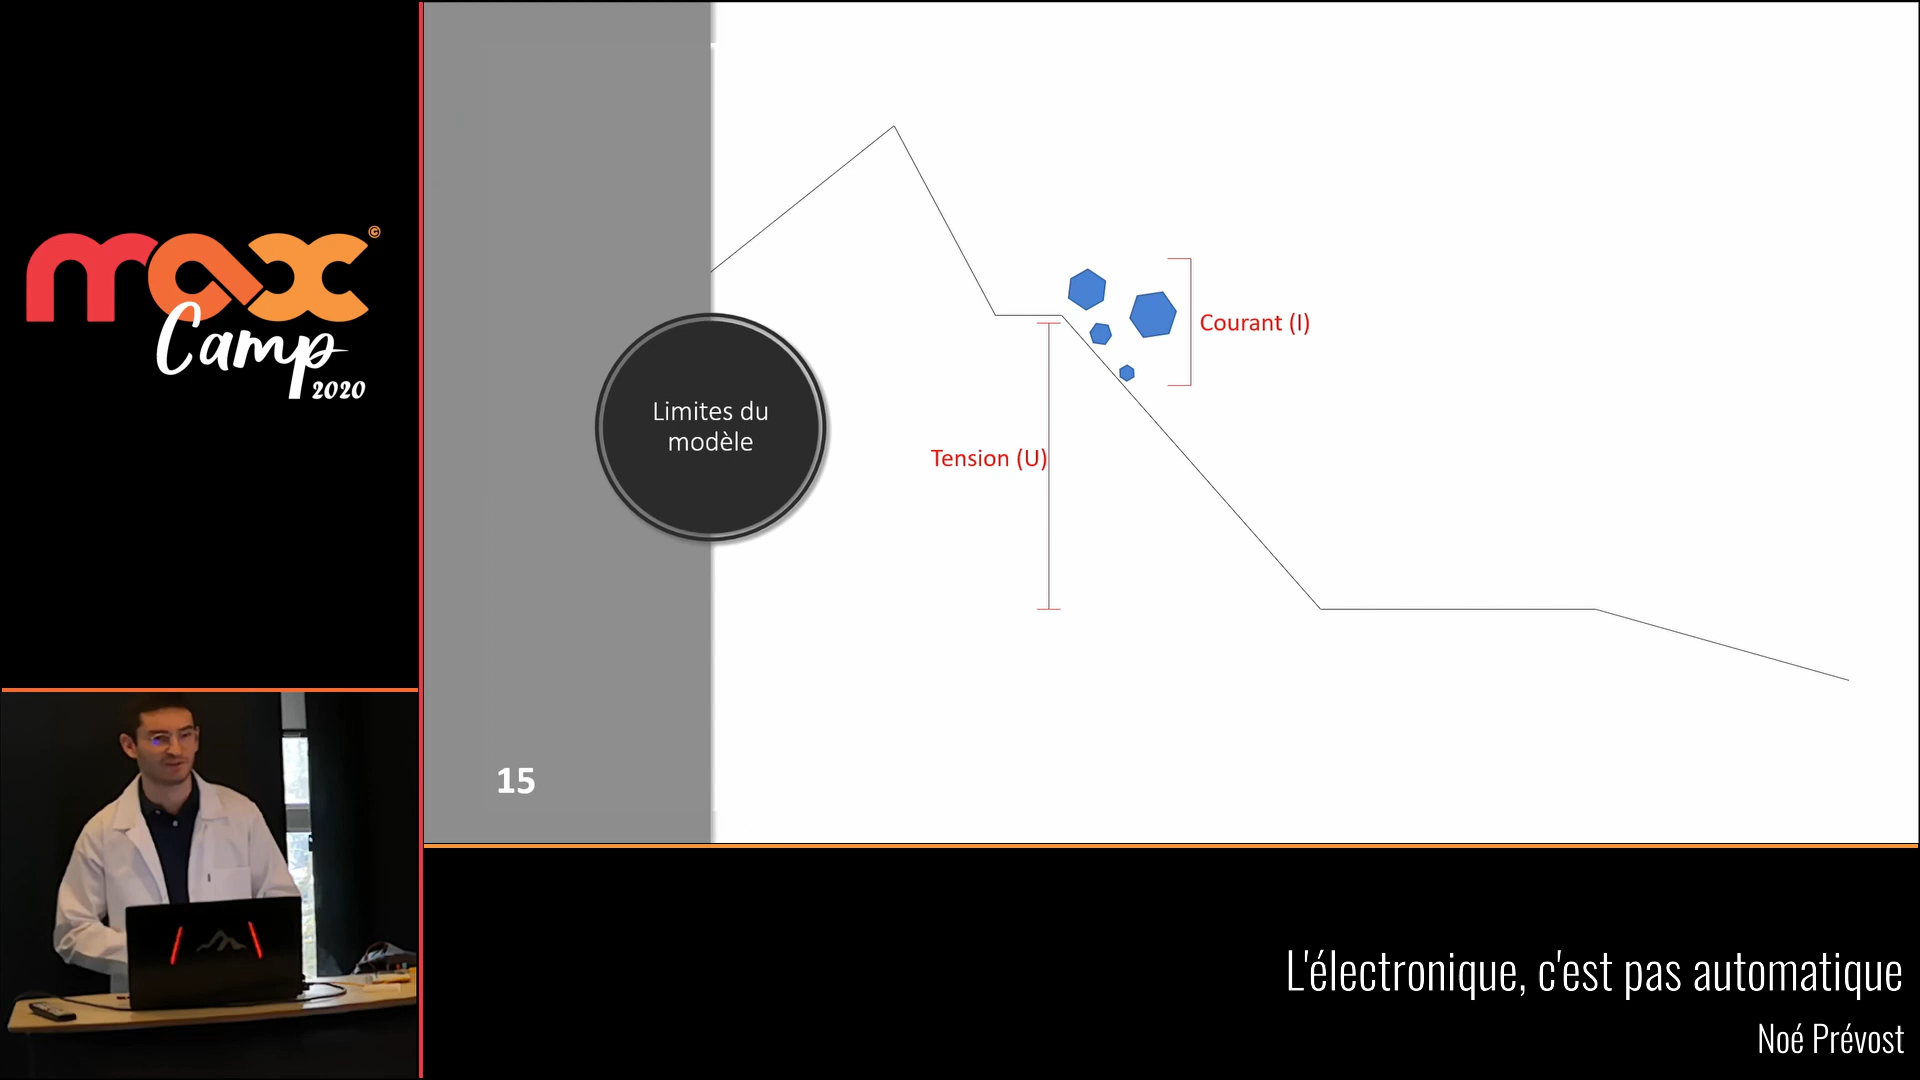 max ©
Camp
2020
Limites du
modèle
Courant (I)
Tension (U)
15
L'électronique, c'est pas automatique
Noé Prévost